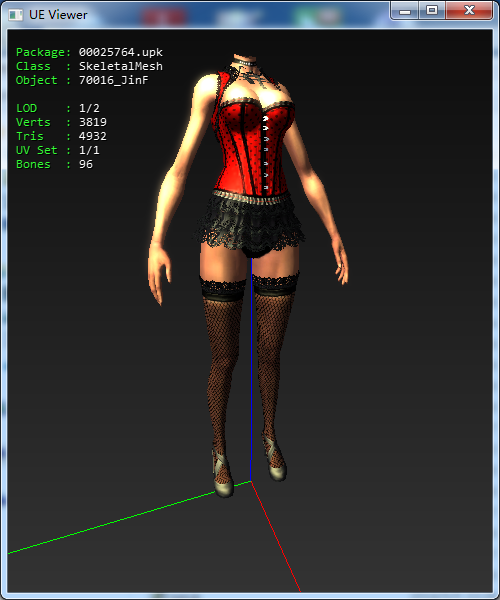 UE Viewer
Package: 00025764.upk
Class  : SkeletalMesh
Object : 70016_JinF
LOD    : 1/2
Verts  : 3819
Tris   : 4932
UV Set : 1/1
Bones  : 96